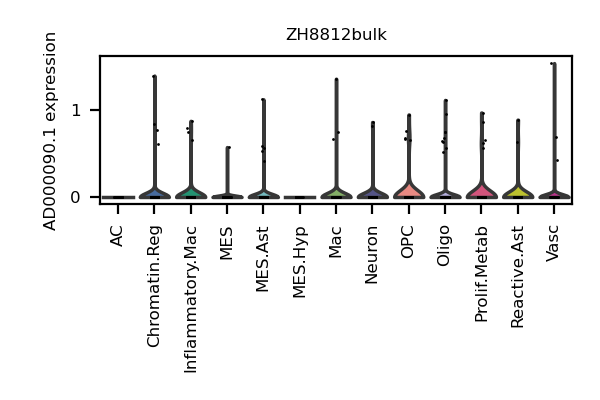 ZH8812bulk
AD000090.1 expression
1
0
AC
Chromatin.Reg
Inflammatory.Mac
MES
MES.Ast
MES.Hyp
Mac
Neuron
OPC
Oligo
Prolif.Metab
Reactive.Ast
Vasc